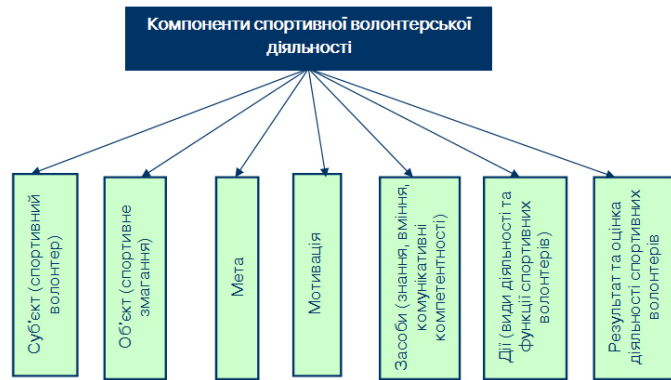 Компоненти спортивної волонтерської
діяльності
Суб'єкт (спортивний
волонтер)
Об'єкт (спортивне
змагання)
Мета
Мотивація
Засоби (знання, вміння,
комунікативні
компетентності)
Дії (види діяльності та
функції спортивних
волонтерів)
Результат та оцінка
діяльності спортивних
волонтерів